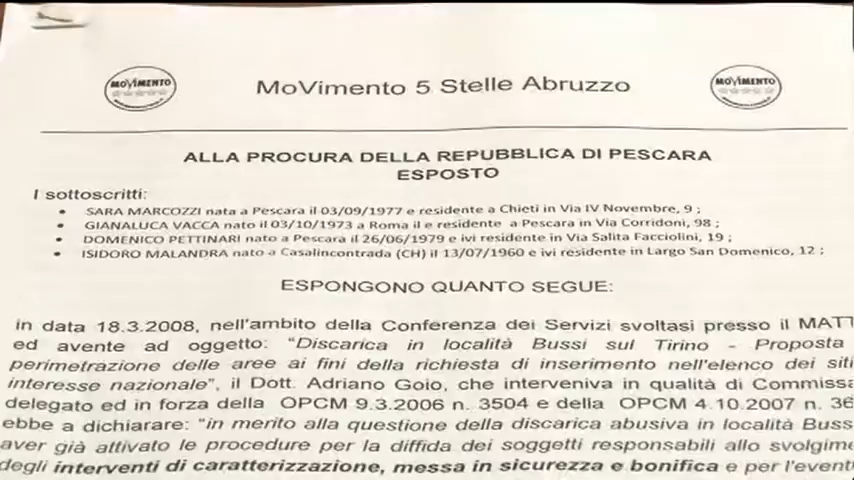 MOVIMENTO
MoVimento 5 Stelle Abruzzo
MOVIMENTO
ALLA PROCURA DELLA REPUBBLICA DI PESCARA
ESPOSTO
I sottoscritti:
• SARA MARCOZZI nata a Pescara il 03/09/1977 e residente a Chieti in Via IV Novembre, 9 ;
• GIANALUCA VACCA nato il 03/10/1973 a Roma il e residente a Pescara in Via Corridoni, 98 ;
• DOMENICO PETTINARI nato a Pescara il 26/06/1979 e ivi residente in Via Salita Facciolini, 19 ;
• ISIDORO MALANDRA nato a Casalincontrada (CH) il 13/07/1960 e ivi residente in Largo San Domenico, 12 ;
ESPONGONO QUANTO SEGUE:
in data 18.3.2008, nell'ambito della Conferenza dei Servizi svoltasi presso il MATT
ed avente ad oggetto: "Discarica in località Bussi sul Tirino - Proposta
perimetrazione delle aree ai fini della richiesta di inserimento nell'elenco dei siti
interesse nazionale", il Dott. Adriano Goio, che interveniva in qualità di Commissa
delegato ed in forza della OPCM 9.3.2006 n. 3504 e della OPCM 4.10.2007 n. 36
ebbe a dichiarare: "in merito alla questione della discarica abusiva in località Buss
aver già attivato le procedure per la diffida dei soggetti responsabili allo svolgime
degli interventi di caratterizzazione, messa in sicurezza e bonifica e per l'event